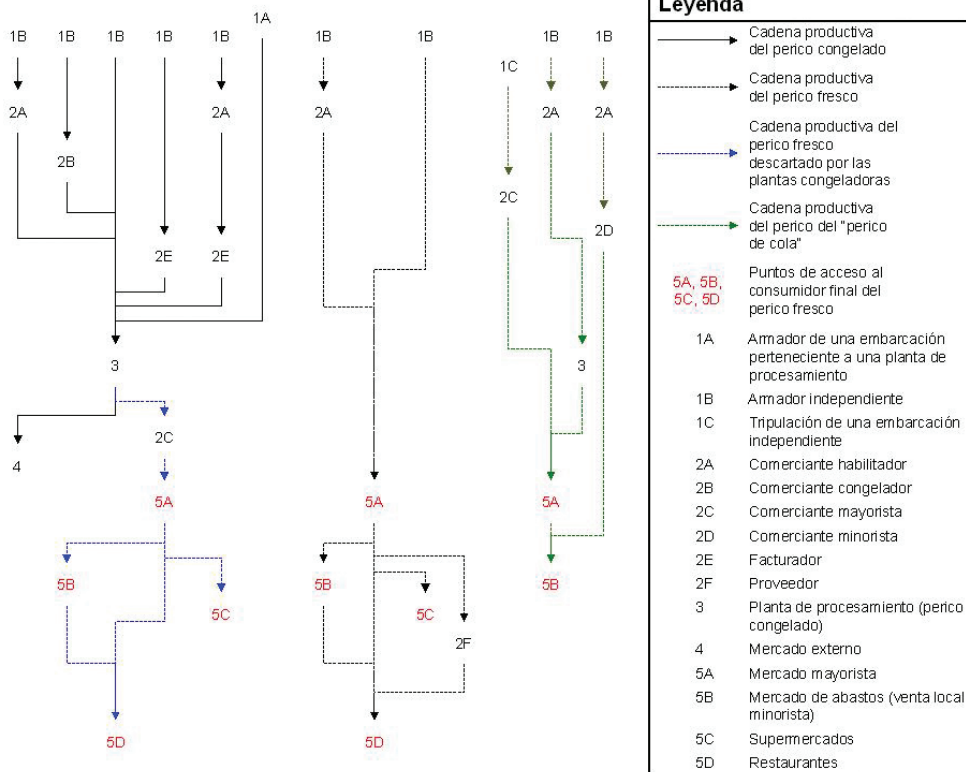 1A
1B 1B 1B 1B 1B 1B 1B 1B 1B
1C
2A 2A 2A 2A 2A
2B
2C
2D
2E 2E
3 3
2C
4
5A 5A 5A
5B 5B 5B
5C 5C
2F
5D 5D
Leyenda
Cadena productiva
del perico congelado
Cadena productiva
del perico fresco
Cadena productiva del
perico fresco
descartado por las
plantas congeladoras
Cadena productiva
del perico del "perico
de cola"
5A, 5B,
5C, 5D
Puntos de acceso al
consumidor final del
perico fresco
1A Armador de una embarcación
perteneciente a una planta de
procesamiento
1B Armador independiente
1C Tripulación de una embarcación
independiente
2A Comerciante habilitador
2B Comerciante congelador
2C Comerciante mayorista
2D Comerciante minorista
2E Facturador
2F Proveedor
3 Planta de procesamiento (perico
congelado)
4 Mercado externo
5A Mercado mayorista
5B Mercado de abastos (venta local
minorista)
5C Supermercados
5D Restaurantes